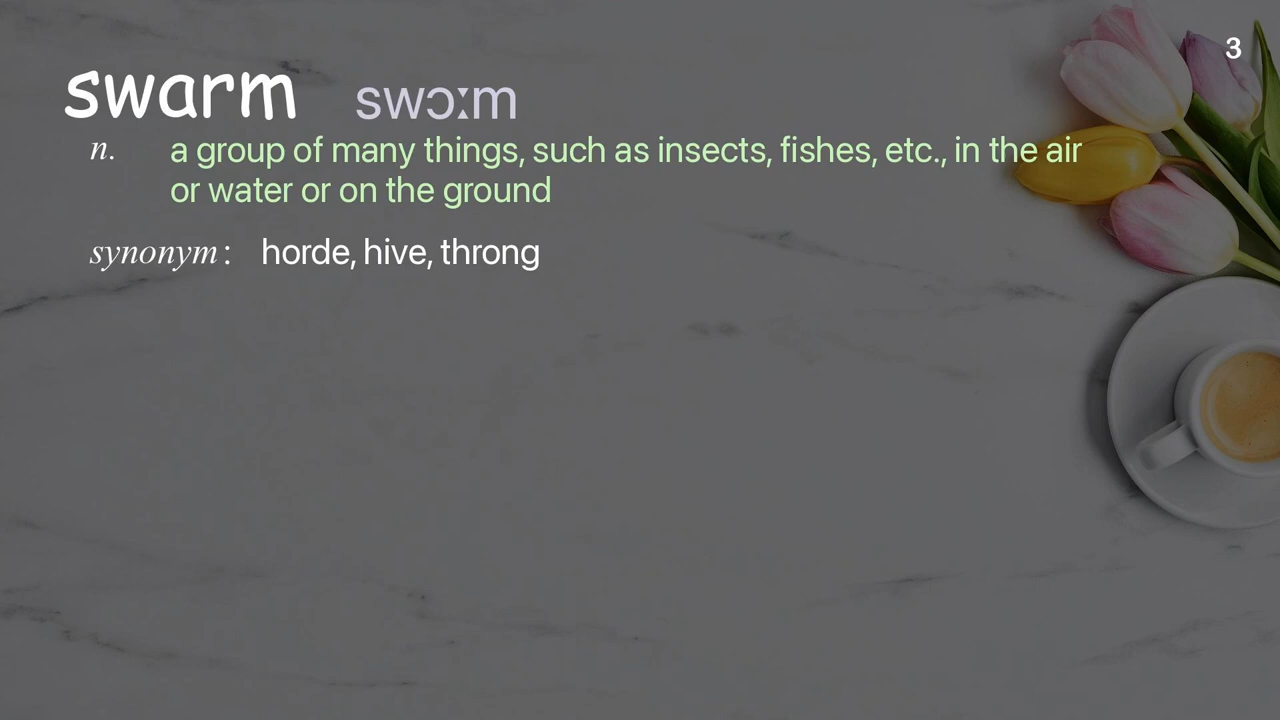 3
swarm swɔːm
n. a group of many things, such as insects, fishes, etc., in the air
or water or on the ground
synonym: horde, hive, throng